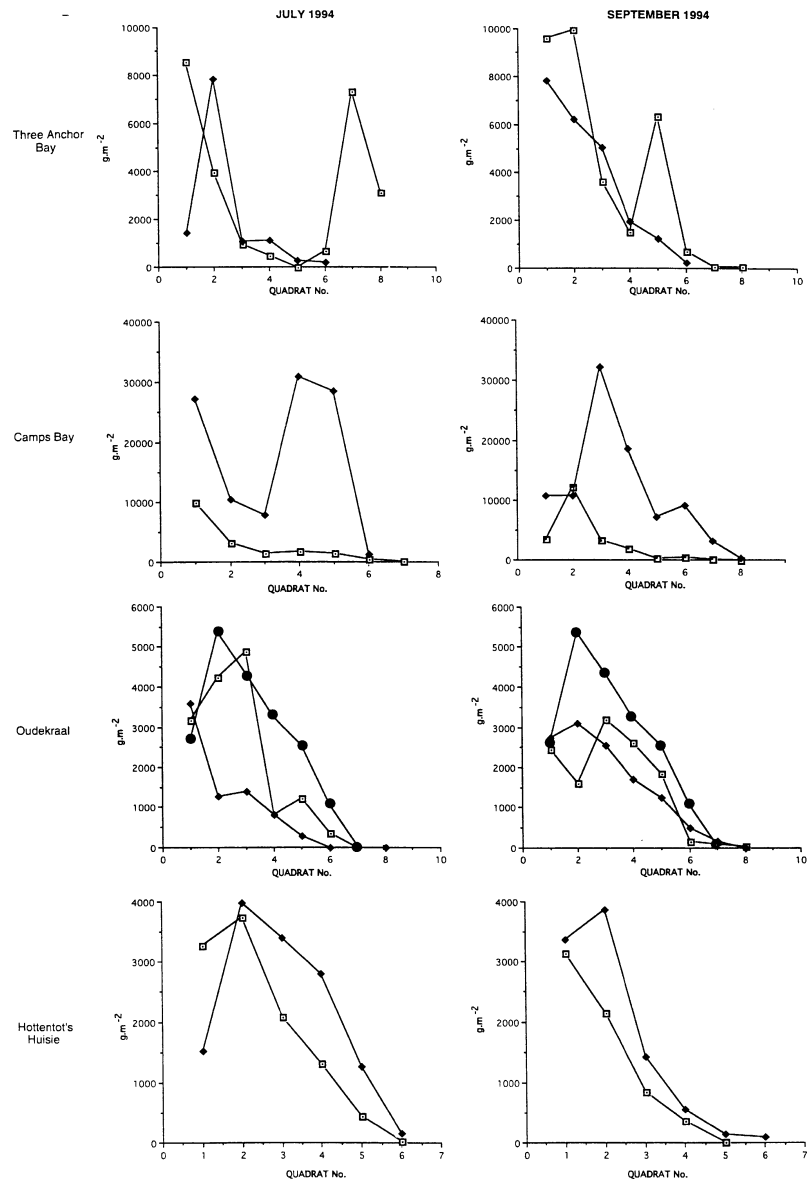 JULY 1994
SEPTEMBER 1994
Three Anchor
Bay
g.m-2
10000
8000
6000
4000
2000
0
0 2 4 6 8 10
QUADRAT No.
g.m-2
10000
8000
6000
4000
2000
0
0 2 4 6 8 10
QUADRAT No.
Camps Bay
g.m-2
40000
30000
20000
10000
0
0 2 4 6 8
QUADRAT No.
g.m-2
40000
30000
20000
10000
0
0 2 4 6 8
QUADRAT No.
Oudekraal
g.m-2
6000
5000
4000
3000
2000
1000
0
0 2 4 6 8 10
QUADRAT No.
g.m-2
6000
5000
4000
3000
2000
1000
0
0 2 4 6 8 10
QUADRAT No.
Hottentot's
Huisie
g.m-2
4000
3000
2000
1000
0
0 1 2 3 4 5 6 7
QUADRAT No.
g.m-2
4000
3000
2000
1000
0
0 1 2 3 4 5 6 7
QUADRAT No.